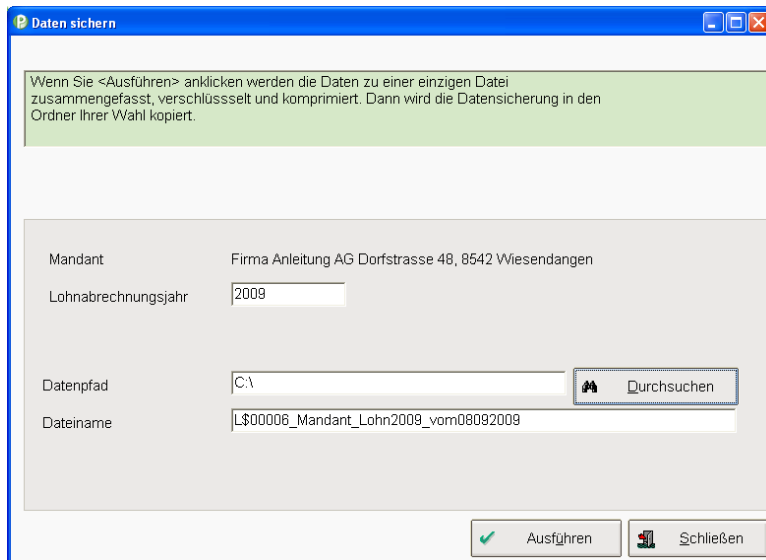 Daten sichern
Wenn Sie <Ausführen> anklicken werden die Daten zu einer einzigen Datei
zusammengefasst, verschlüssselt und komprimiert. Dann wird die Datensicherung in den
Ordner Ihrer Wahl kopiert.
Mandant Firma Anleitung AG Dorfstrasse 48, 8542 Wiesendangen
Lohnabrechnungsjahr 2009
Datenpfad C:\ Durchsuchen
Dateiname L$00006_Mandant_Lohn2009_vom08092009
Ausführen Schließen